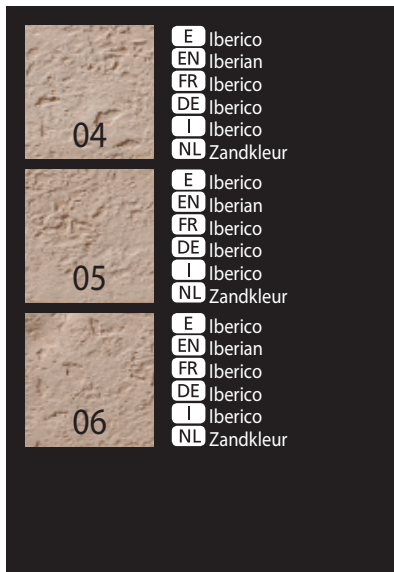 04
E Iberico
EN Iberian
FR Iberico
DE Iberico
I Iberico
NL Zandkleur
05
E Iberico
EN Iberian
FR Iberico
DE Iberico
I Iberico
NL Zandkleur
06
E Iberico
EN Iberian
FR Iberico
DE Iberico
I Iberico
NL Zandkleur